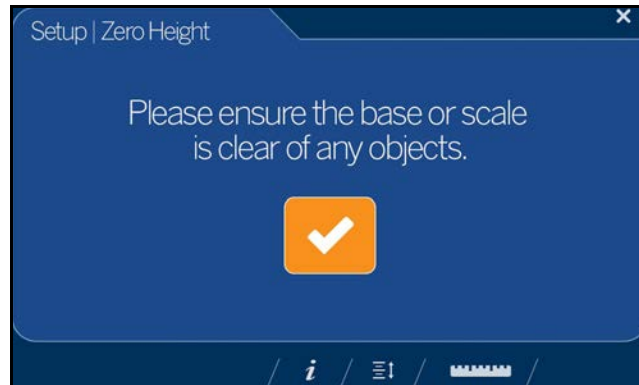 Setup | Zero Height
Please ensure the base or scale
is clear of any objects.
i